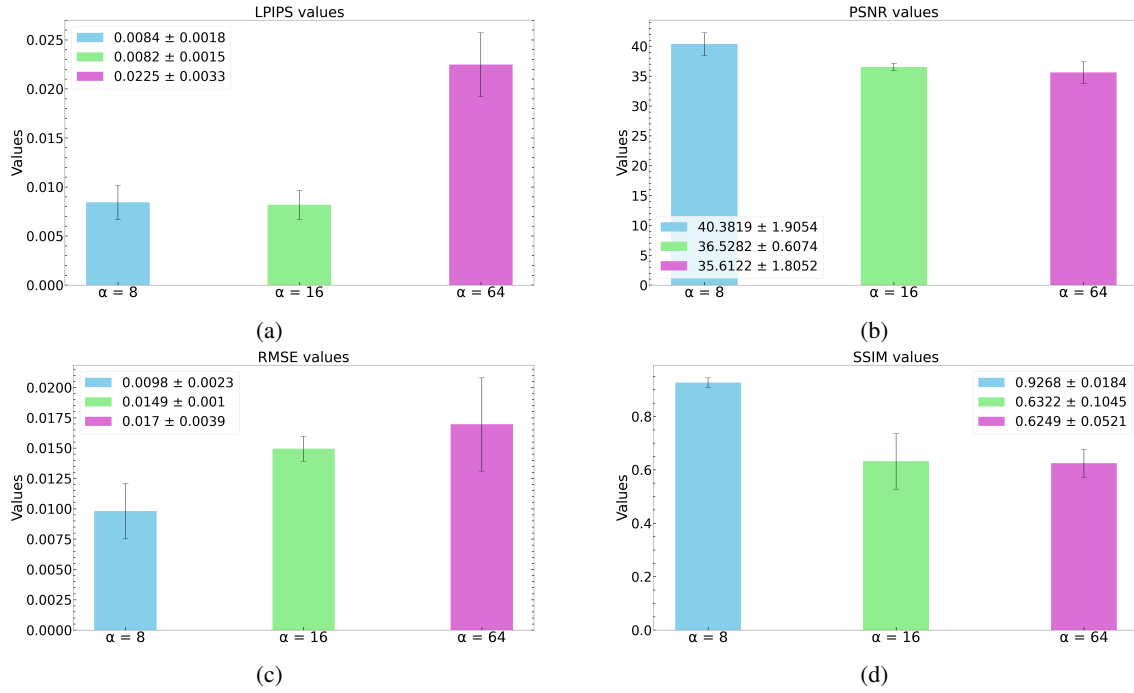 LPIPS values
0.0084 ± 0.0018
0.0082 ± 0.0015
0.0225 ± 0.0033
Values
0.025
0.020
0.015
0.010
0.005
0.000
α = 8
α = 16
α = 64
(a)
PSNR values
Values
40
35
30
25
20
15
10
5
0
40.3819 ± 1.9054
36.5282 ± 0.6074
35.6122 ± 1.8052
α = 8
α = 16
α = 64
(b)
RMSE values
0.0098 ± 0.0023
0.0149 ± 0.001
0.017 ± 0.0039
Values
0.0200
0.0175
0.0150
0.0125
0.0100
0.0075
0.0050
0.0025
0.0000
α = 8
α = 16
α = 64
(c)
SSIM values
0.9268 ± 0.0184
0.6322 ± 0.1045
0.6249 ± 0.0521
Values
0.8
0.6
0.4
0.2
0.0
α = 8
α = 16
α = 64
(d)